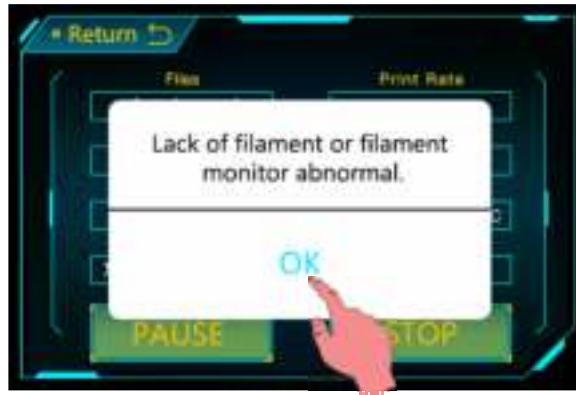 Return
Files
Print Rate
Lack of filament or filament
monitor abnormal.
OK
PAUSE
STOP